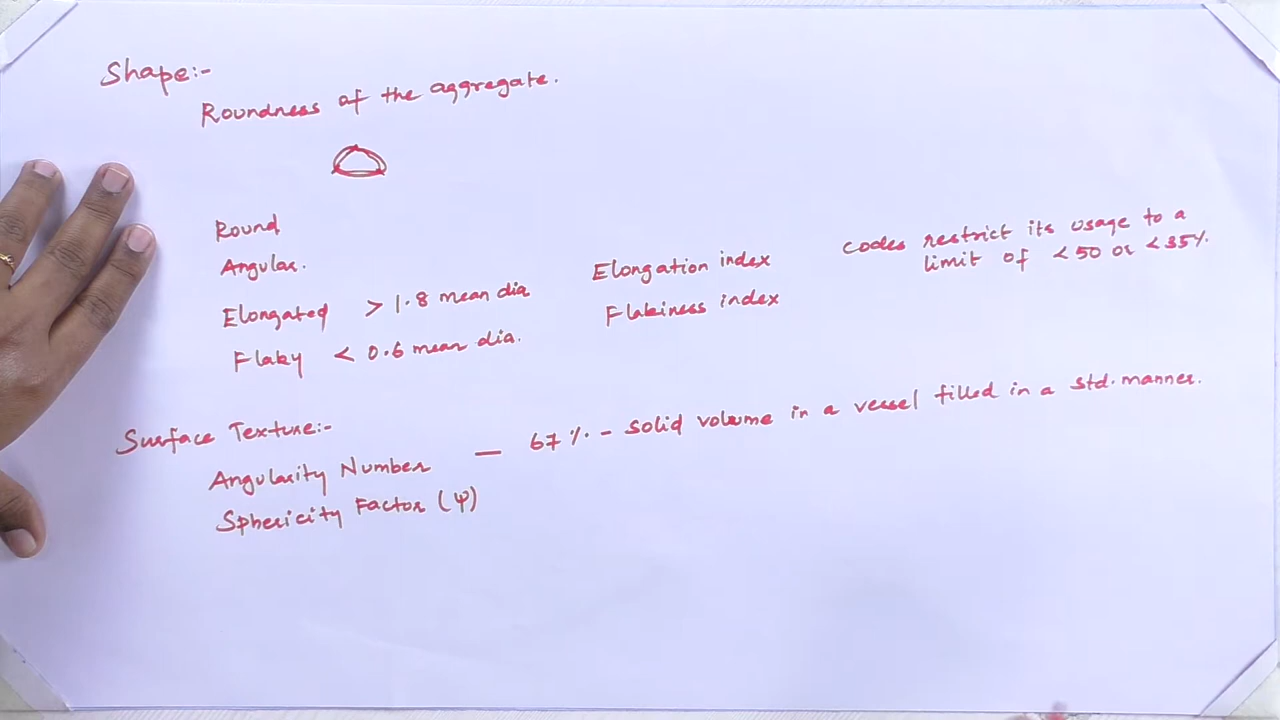 Shape:-
Roundness of the aggregate.
Round
Angular.
Elongated > 1.8 mean dia
Flaky < 0.6 mean dia.
Elongation index
Flakiness index
codes restrict its usage to a
limit of < 50 or < 35%.
Surface Texture:-
Angularity Number — 67% - solid volume in a vessel filled in a std. manner.
Sphericity Factor (ψ)